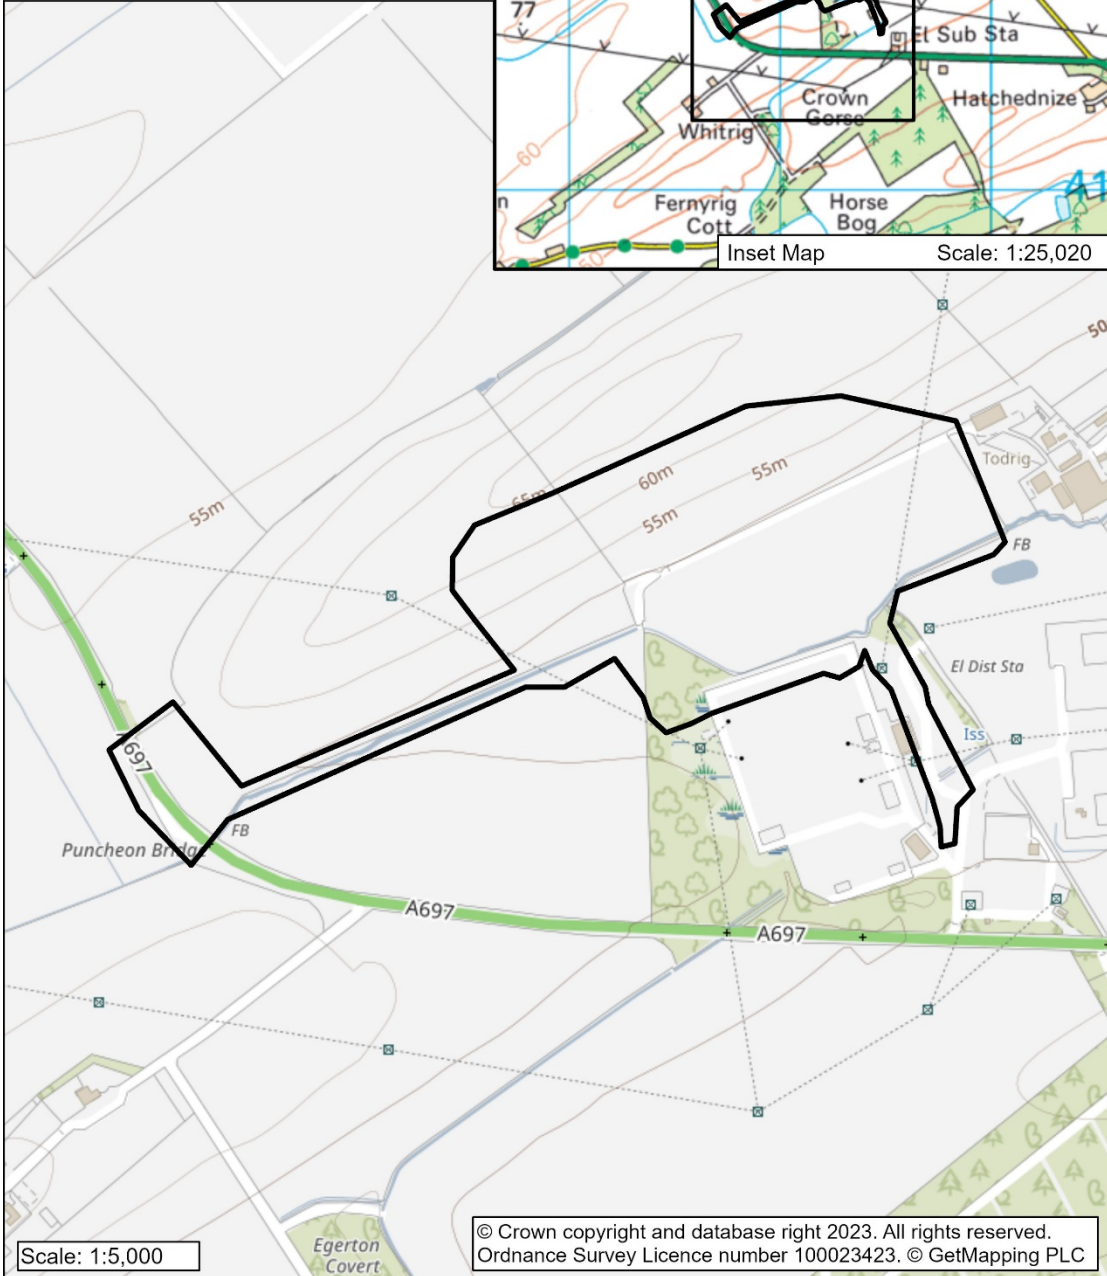 77
El Sub Sta
Crown
Gorse
Hatchednize
Whitrig
60
41
Fernyrig
Cott
Horse
Bog
n
50
Inset Map Scale: 1:25,020
50
Todrig
60m
55m
65m
55m
55m
FB
El Dist Sta
Iss
A697
FB
Puncheon Bridge
A697
A697
Egerton
Covert
Scale: 1:5,000
© Crown copyright and database right 2023. All rights reserved.
Ordnance Survey Licence number 100023423. © GetMapping PLC